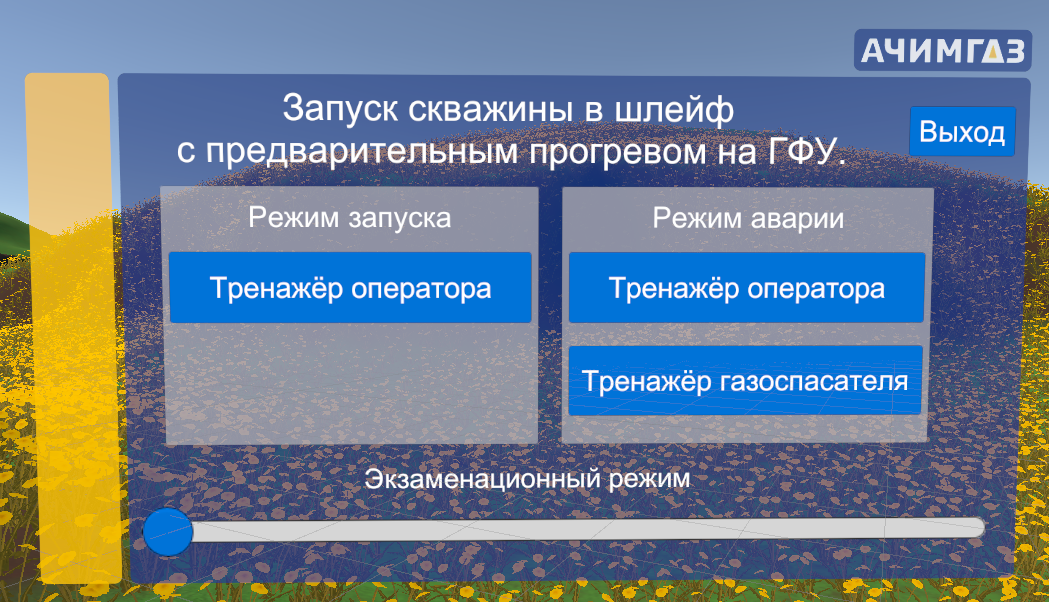 АЧИМГАЗ
Запуск скважины в шлейф
с предварительным прогревом на ГФУ.
Выход
Режим запуска
Тренажёр оператора
Режим аварии
Тренажёр оператора
Тренажёр газоспасателя
Экзаменационный режим